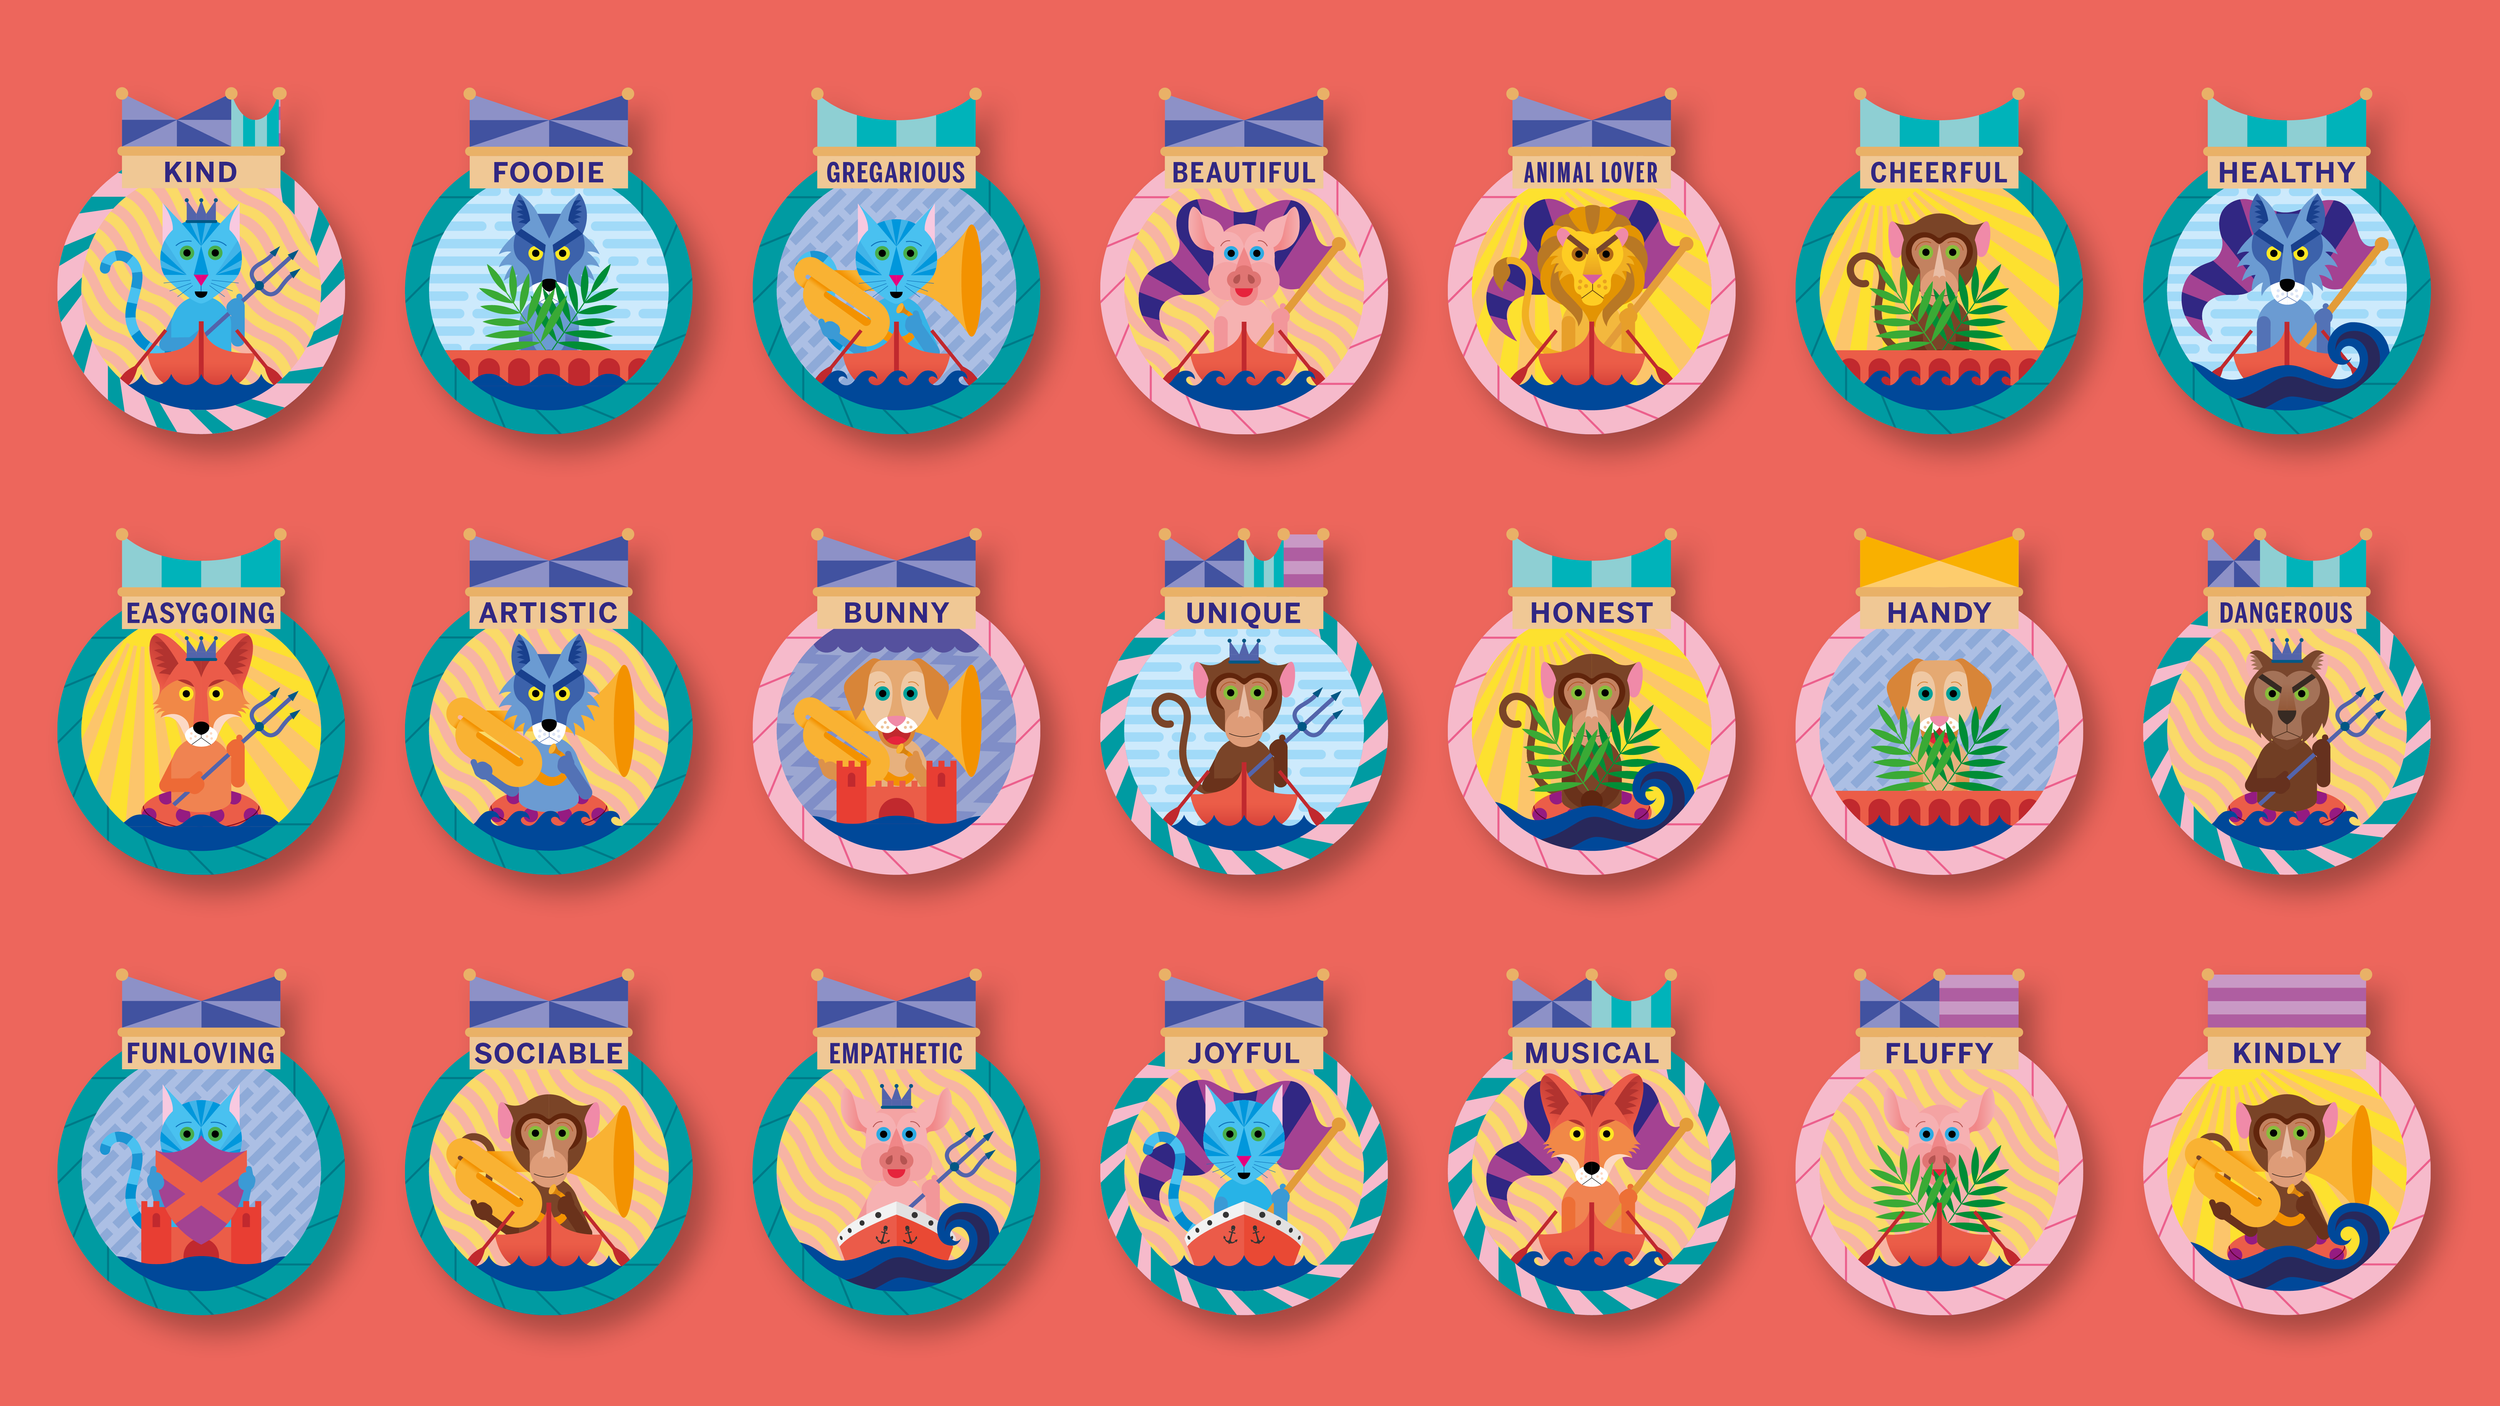 KIND
FOODIE
GREGARIOUS
BEAUTIFUL
ANIMAL LOVER
CHEERFUL
HEALTHY
EASYGOING
ARTISTIC
BUNNY
UNIIQUE
HONEST
HANDY
DANGEROUS
FUNLOVING
SOCIABLE
EMPATHETIC
JOYFUL
MUSICAL
FLUFFY
KINDLY